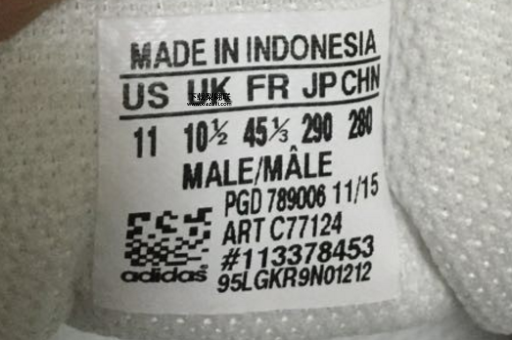 MADE IN INDONESIA
US UK FR JP CHN
11 10½ 45⅓ 290 280
MALE/MÂLE
PGD 789006 11/15
ART C77124
#113378453
adidas®
95LGKR9N01212